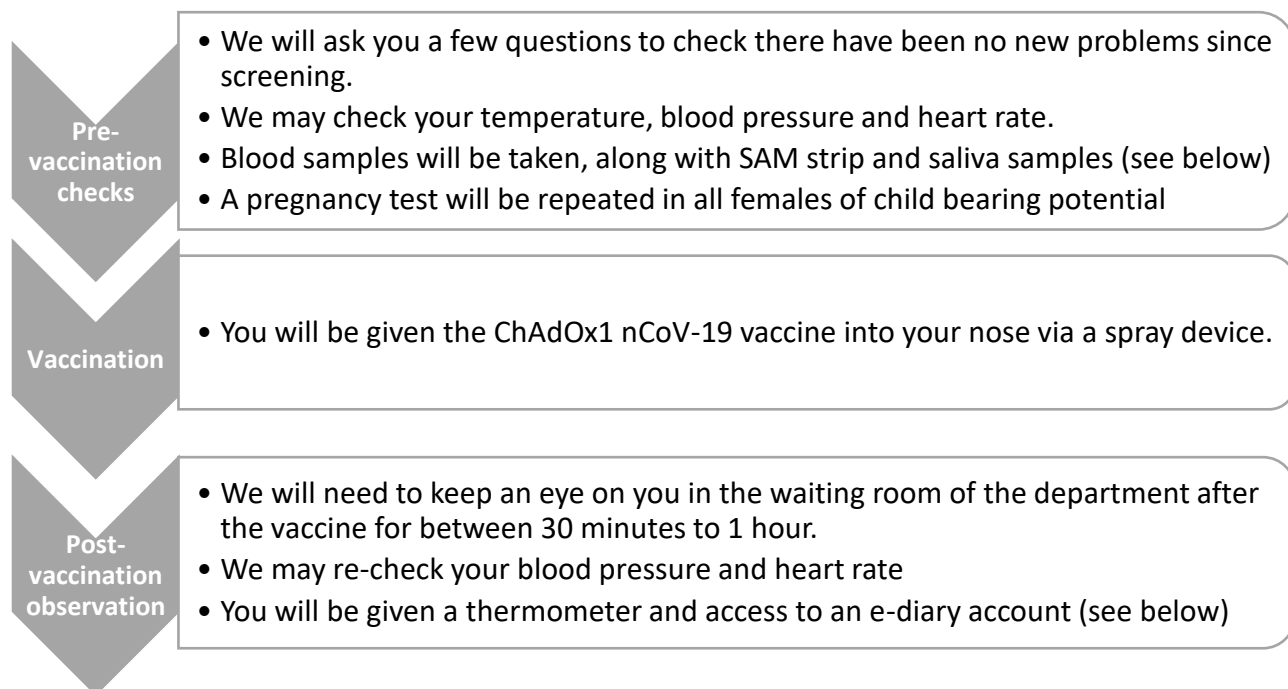 Pre-
vaccination
checks
• We will ask you a few questions to check there have been no new problems since
screening.
• We may check your temperature, blood pressure and heart rate.
• Blood samples will be taken, along with SAM strip and saliva samples (see below)
• A pregnancy test will be repeated in all females of child bearing potential
Vaccination
• You will be given the ChAdOx1 nCoV-19 vaccine into your nose via a spray device.
Post-
vaccination
observation
• We will need to keep an eye on you in the waiting room of the department after
the vaccine for between 30 minutes to 1 hour.
• We may re-check your blood pressure and heart rate
• You will be given a thermometer and access to an e-diary account (see below)